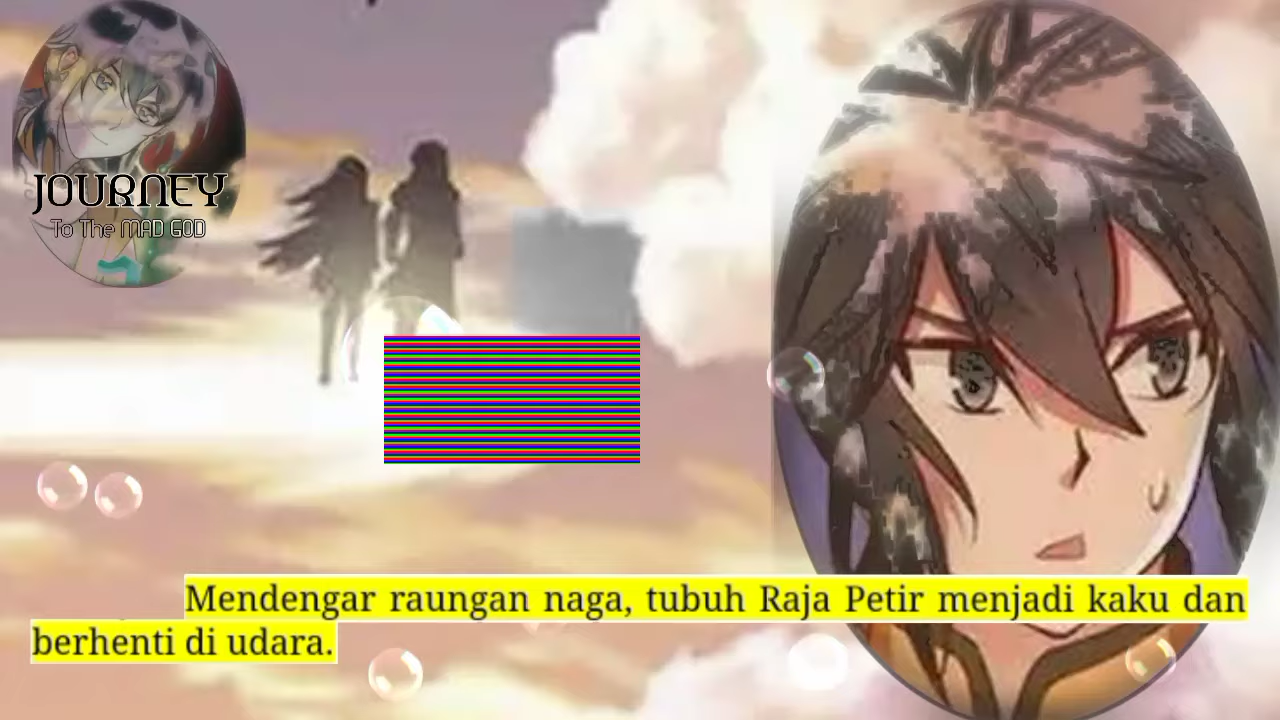 JOURNEY
To The MAD GOD
Mendengar raungan naga, tubuh Raja Petir menjadi kaku dan
berhenti di udara.